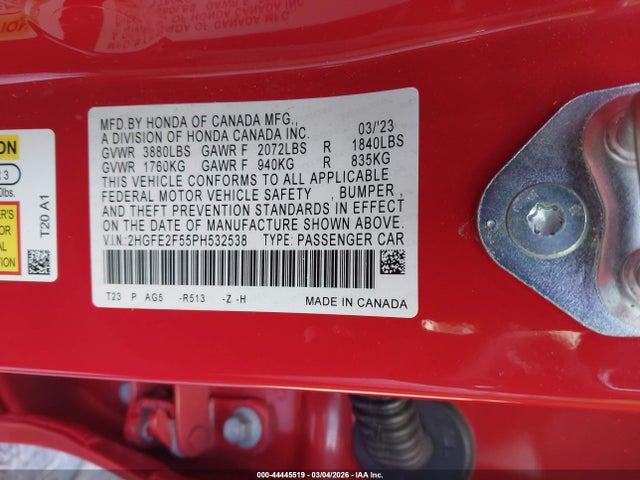 MFD.BY HONDA OF CANADA MFG.,
A DIVISION OF HONDA CANADA INC. 03/'23
GVWR 3880LBS GAWR F 2072LBS R 1840LBS
GVWR 1760KG GAWR F 940KG R 835KG
THIS VEHICLE CONFORMS TO ALL APPLICABLE
FEDERAL MOTOR VEHICLE SAFETY , BUMPER ,
AND THEFT PREVENTION STANDARDS IN EFFECT
ON THE DATE OF MANUFACTURE SHOWN ABOVE.
V.I.N: 2HGFE2F55PH532538 TYPE: PASSENGER CAR
T23 P AG5 -R513 -Z -H MADE IN CANADA
T20 A1
000-44445519 - 03/04/2026 - IAA Inc.